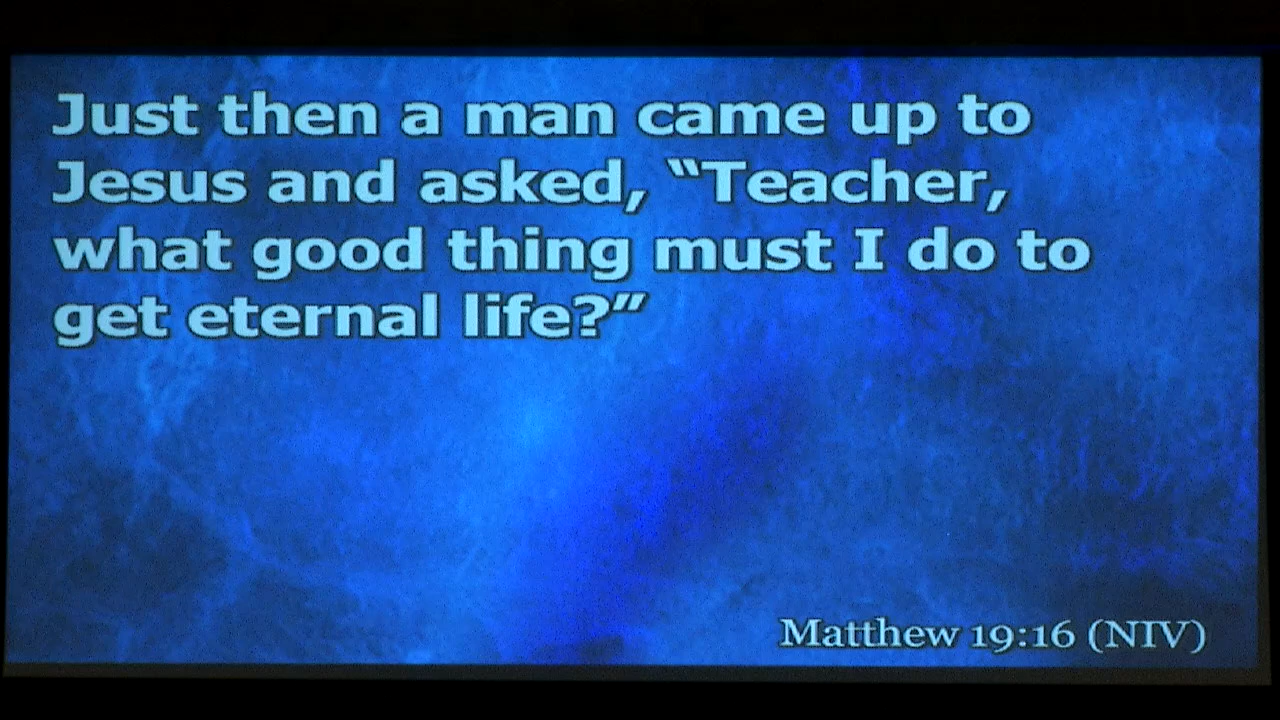 Just then a man came up to
Jesus and asked, “Teacher,
what good thing must I do to
get eternal life?”
Matthew 19:16 (NIV)